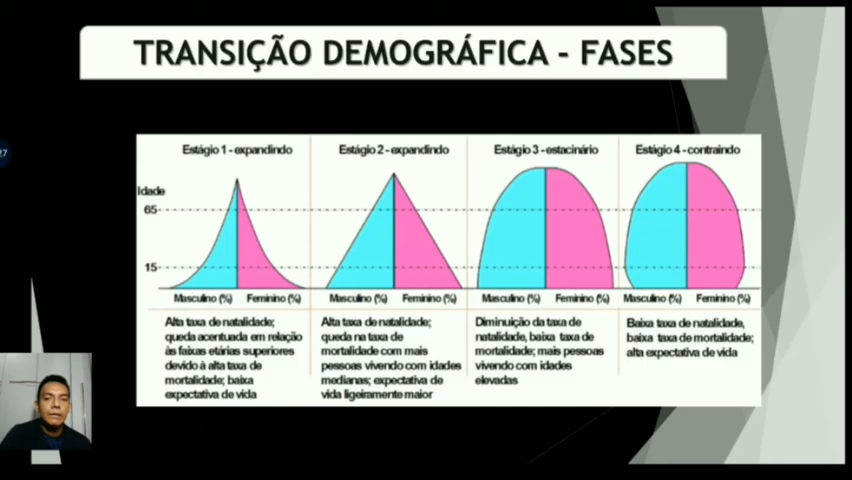 TRANSIÇÃO DEMOGRÁFICA - FASES
Estágio 1 - expandindo
Estágio 2 - expandindo
Estágio 3 - estacinário
Estágio 4 - contraindo
Idade
65
15
Masculino (%) Feminino (%)
Masculino (%) Feminino (%)
Masculino (%) Feminino (%)
Masculino (%) Feminino (%)
Alta taxa de natalidade;
queda acentuada em relação
às faixas etárias superiores
devido à alta taxa de
mortalidade; baixa
expectativa de vida
Alta taxa de natalidade;
queda na taxa de
mortalidade com mais
pessoas vivendo com idades
medianas; expectativa de
vida ligeiramente maior
Diminuição da taxa de
natalidade, baixa taxa de
mortalidade; mais pessoas
vivendo com idades
elevadas
Baixa taxa de natalidade,
baixa taxa de mortalidade;
alta expectativa de vida
27